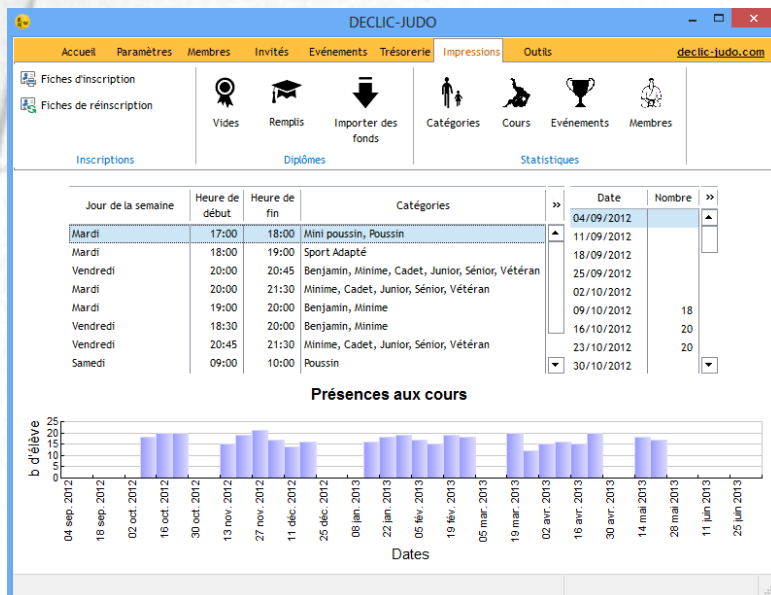 DECLIC-JUDO
Accueil Paramètres Membres Invités Evénements Trésorerie Impressions Outils declic-judo.com
Fiches d'inscription
Fiches de réinscription
Inscriptions
Vides Remplis Importer des fonds
Diplômes
Catégories Cours Evénements Membres
Statistiques
Jour de la semaine Heure de début Heure de fin Catégories »
Mardi 17:00 18:00 Mini poussin, Poussin
Mardi 18:00 19:00 Sport Adapté
Vendredi 20:00 20:45 Benjamin, Minime, Cadet, Junior, Sénior, Vétéran
Mardi 20:00 21:30 Minime, Cadet, Junior, Sénior, Vétéran
Mardi 19:00 20:00 Benjamin, Minime
Vendredi 18:30 20:00 Benjamin, Minime
Vendredi 20:45 21:30 Minime, Cadet, Junior, Sénior, Vétéran
Samedi 09:00 10:00 Poussin
Date Nombre »
04/09/2012
11/09/2012
18/09/2012
25/09/2012
02/10/2012
09/10/2012 18
16/10/2012 20
23/10/2012 20
30/10/2012
Présences aux cours
b d'élève
25
20
15
10
5
0
04 sep. 2012
18 sep. 2012
02 oct. 2012
16 oct. 2012
30 oct. 2012
13 nov. 2012
27 nov. 2012
11 déc. 2012
25 déc. 2012
08 jan. 2013
22 jan. 2013
05 fév. 2013
19 fév. 2013
05 mar. 2013
19 mar. 2013
02 avr. 2013
16 avr. 2013
30 avr. 2013
14 mai 2013
28 mai 2013
11 juin 2013
25 juin 2013
Dates